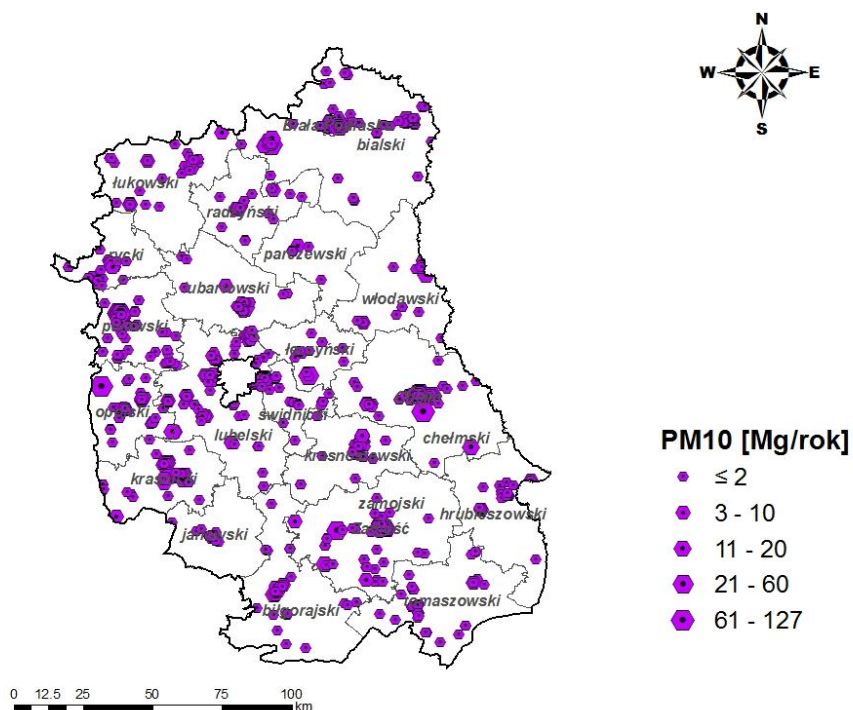 N
W E
S
Biała Podlaska
bialski
łukowski
radzyński
rycki
parczewski
lubartowski
włodawski
puławski
łęczyński
opolski
świdnicki
lubelski
chełmski
krasnostawski
kraśnicki
zamojski
hrubieszowski
Zamość
janowski
tomaszowski
biłgorajski
PM10 [Mg/rok]
≤ 2
3 - 10
11 - 20
21 - 60
61 - 127
0 12.5 25 50 75 100
km